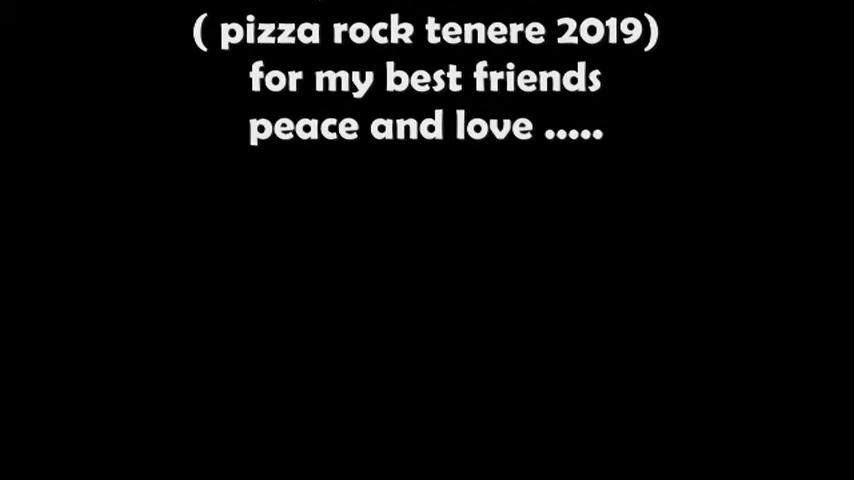 ( pizza rock tenere 2019)
for my best friends
peace and love .....